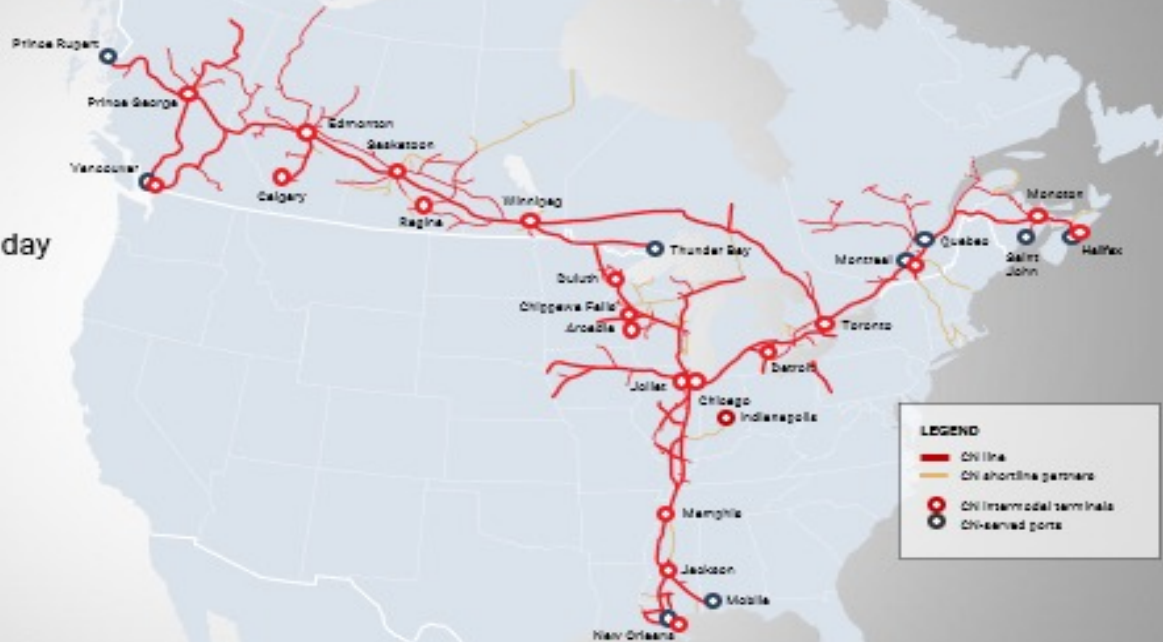 Prince Rupert
Prince George
Edmonton
Saskatoon
Vancouver
Calgary
Regina
Winnipeg
Moncton
day
Thunder Bay
Montreal
Quebec
Saint
John
Halifax
Duluth
Chippewa Falls
Arcadia
Toronto
Detroit
Joliet
Chicago
Indianapolis
LEGEND
CN line
CN shortline partners
CN intermodal terminals
CN-served ports
Memphis
Jackson
Mobile
New Orleans